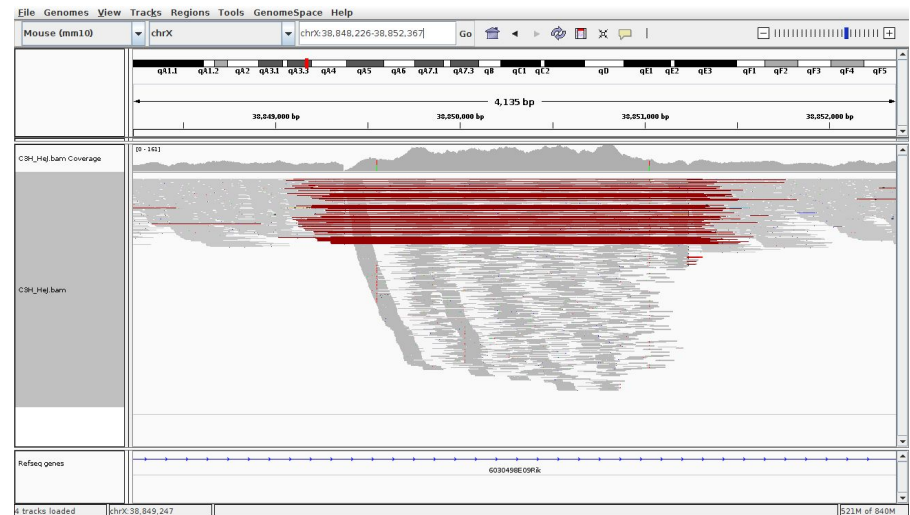 File Genomes View Tracks Regions Tools GenomeSpace Help
Mouse (mm10) chrX chrX:38,848,226-38,852,367 Go
qA1.1 qA1.2 qA2 qA3.1 qA3.3 qA4 qA5 qA6 qA7.1 qA7.3 qB qC1 qC2 qD qE1 qE2 qE3 qF1 qF2 qF3 qF4 qF5
4,135 bp
38,849,000 bp 38,850,000 bp 38,851,000 bp 38,852,000 bp
[0 - 161]
C3H_HeJ.bam Coverage
C3H_HeJ.bam
Refseq genes
6030498E09Rik
4 tracks loaded chrX:38,849,247 521M of 840M